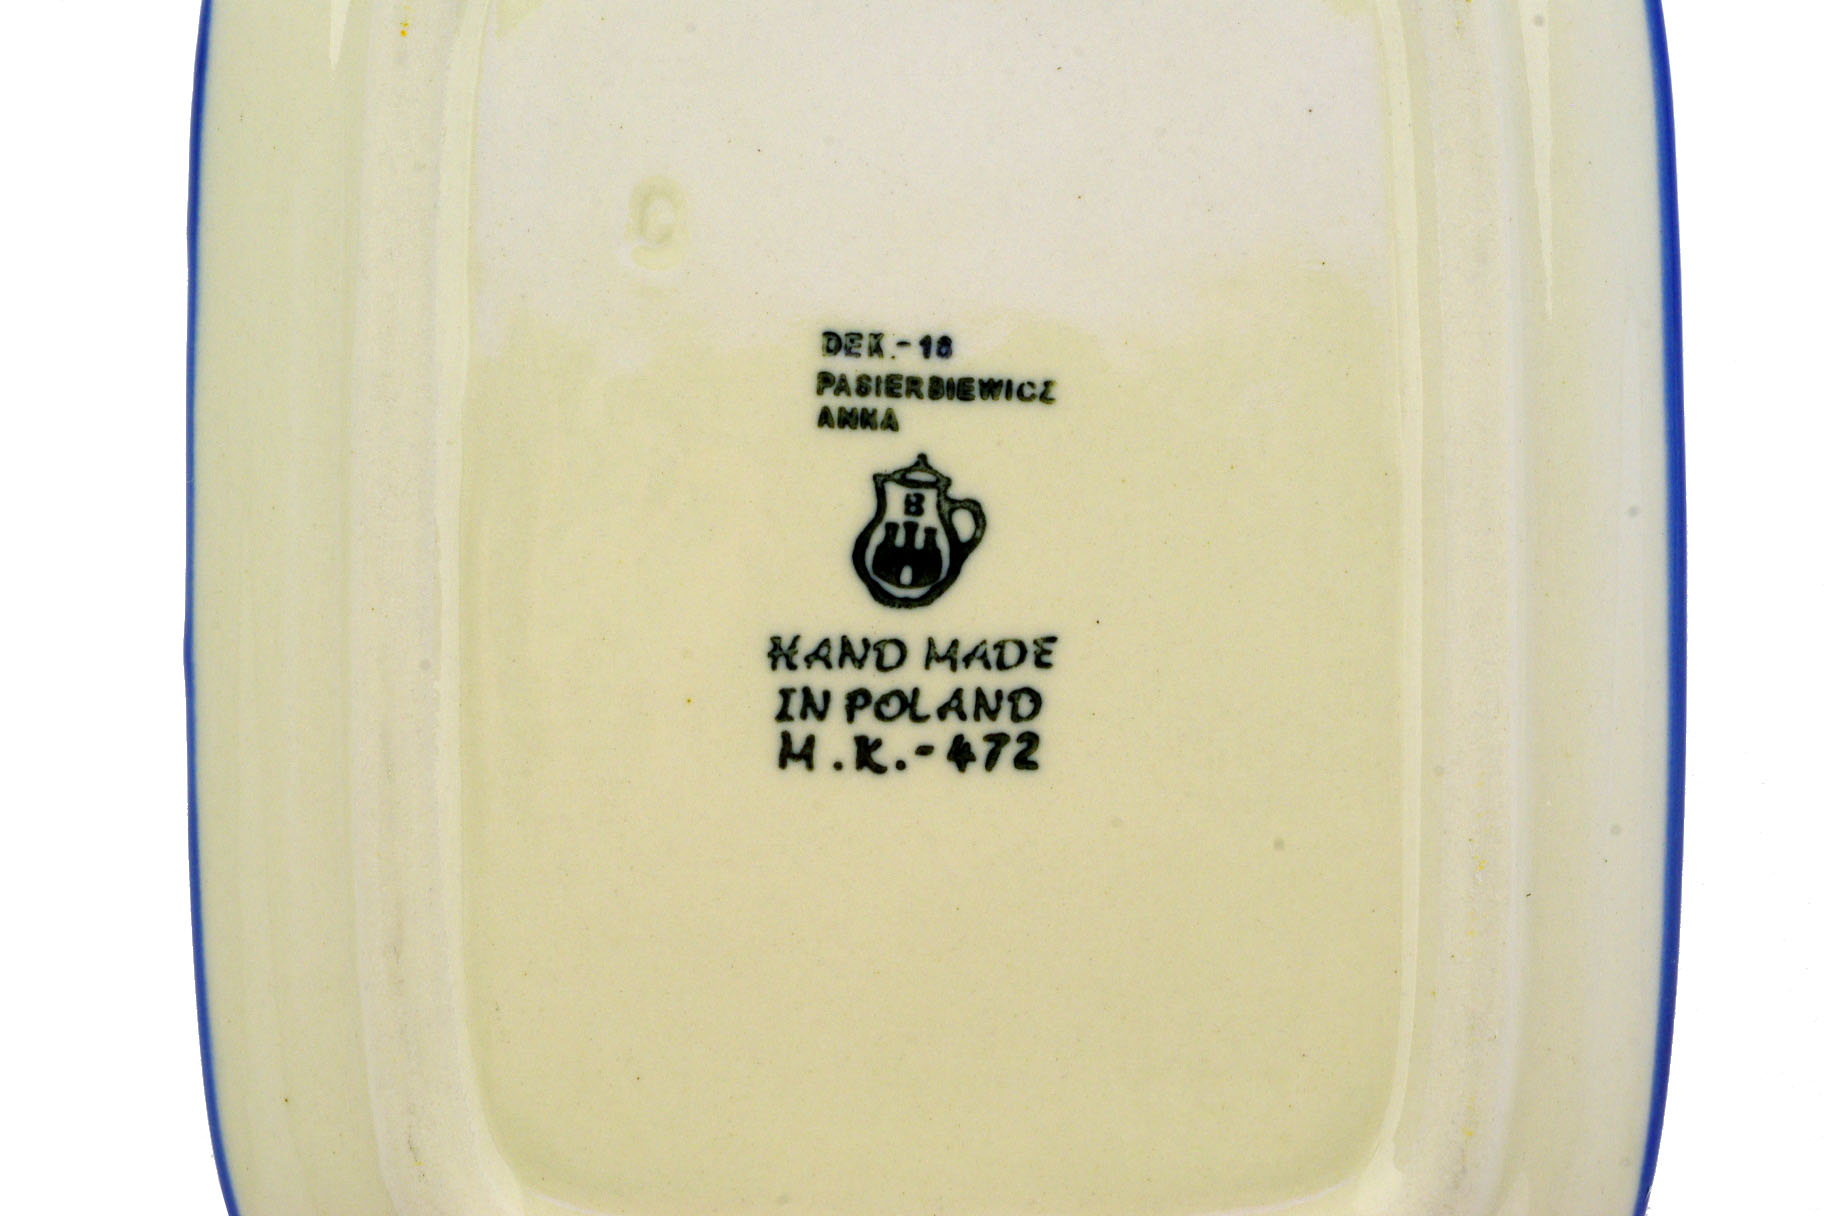 DEK.-18
PASIERBIEWICZ
ANNA
B
HAND MADE
IN POLAND
M.K.-472